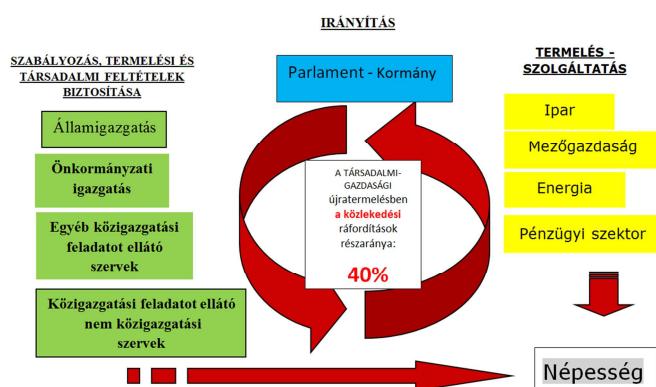 IRÁNYÍTÁS
SZABÁLYOZÁS, TERMELÉSI ÉS
TÁRSADALMI FELTÉTELEK
BIZTOSÍTÁSA
Államigazgatás
Önkormányzati
igazgatás
Egyéb közigazgatási
feladatot ellátó
szervek
Közigazgatási feladatot ellátó
nem közigazgatási
szervek
Parlament - Kormány
A TÁRSADALMI-
GAZDASÁGI
újratermelésben
a közlekedési
ráfordítások
részaránya:
40%
TERMELÉS -
SZOLGÁLTATÁS
Ipar
Mezőgazdaság
Energia
Pénzügyi szektor
Népesség